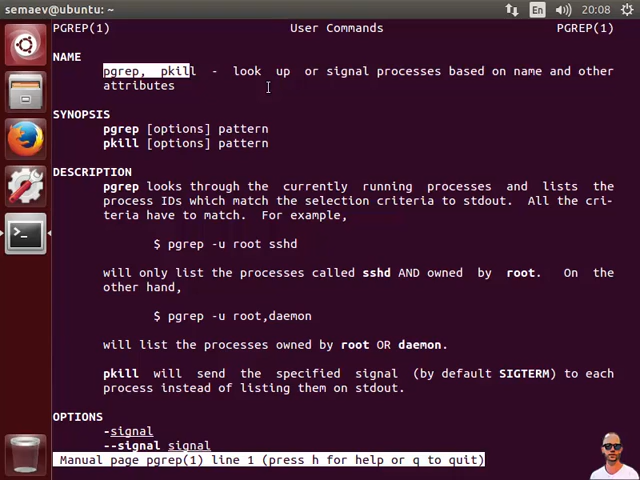 semaev@ubuntu: ~
En
20:08
PGREP(1) User Commands PGREP(1)
NAME
pgrep, pkill - look up or signal processes based on name and other
attributes
SYNOPSIS
pgrep [options] pattern
pkill [options] pattern
DESCRIPTION
pgrep looks through the currently running processes and lists the
process IDs which match the selection criteria to stdout. All the cri-
teria have to match. For example,
$ pgrep -u root sshd
will only list the processes called sshd AND owned by root. On the
other hand,
$ pgrep -u root,daemon
will list the processes owned by root OR daemon.
pkill will send the specified signal (by default SIGTERM) to each
process instead of listing them on stdout.
OPTIONS
-signal
--signal signal
Manual page pgrep(1) line 1 (press h for help or q to quit)